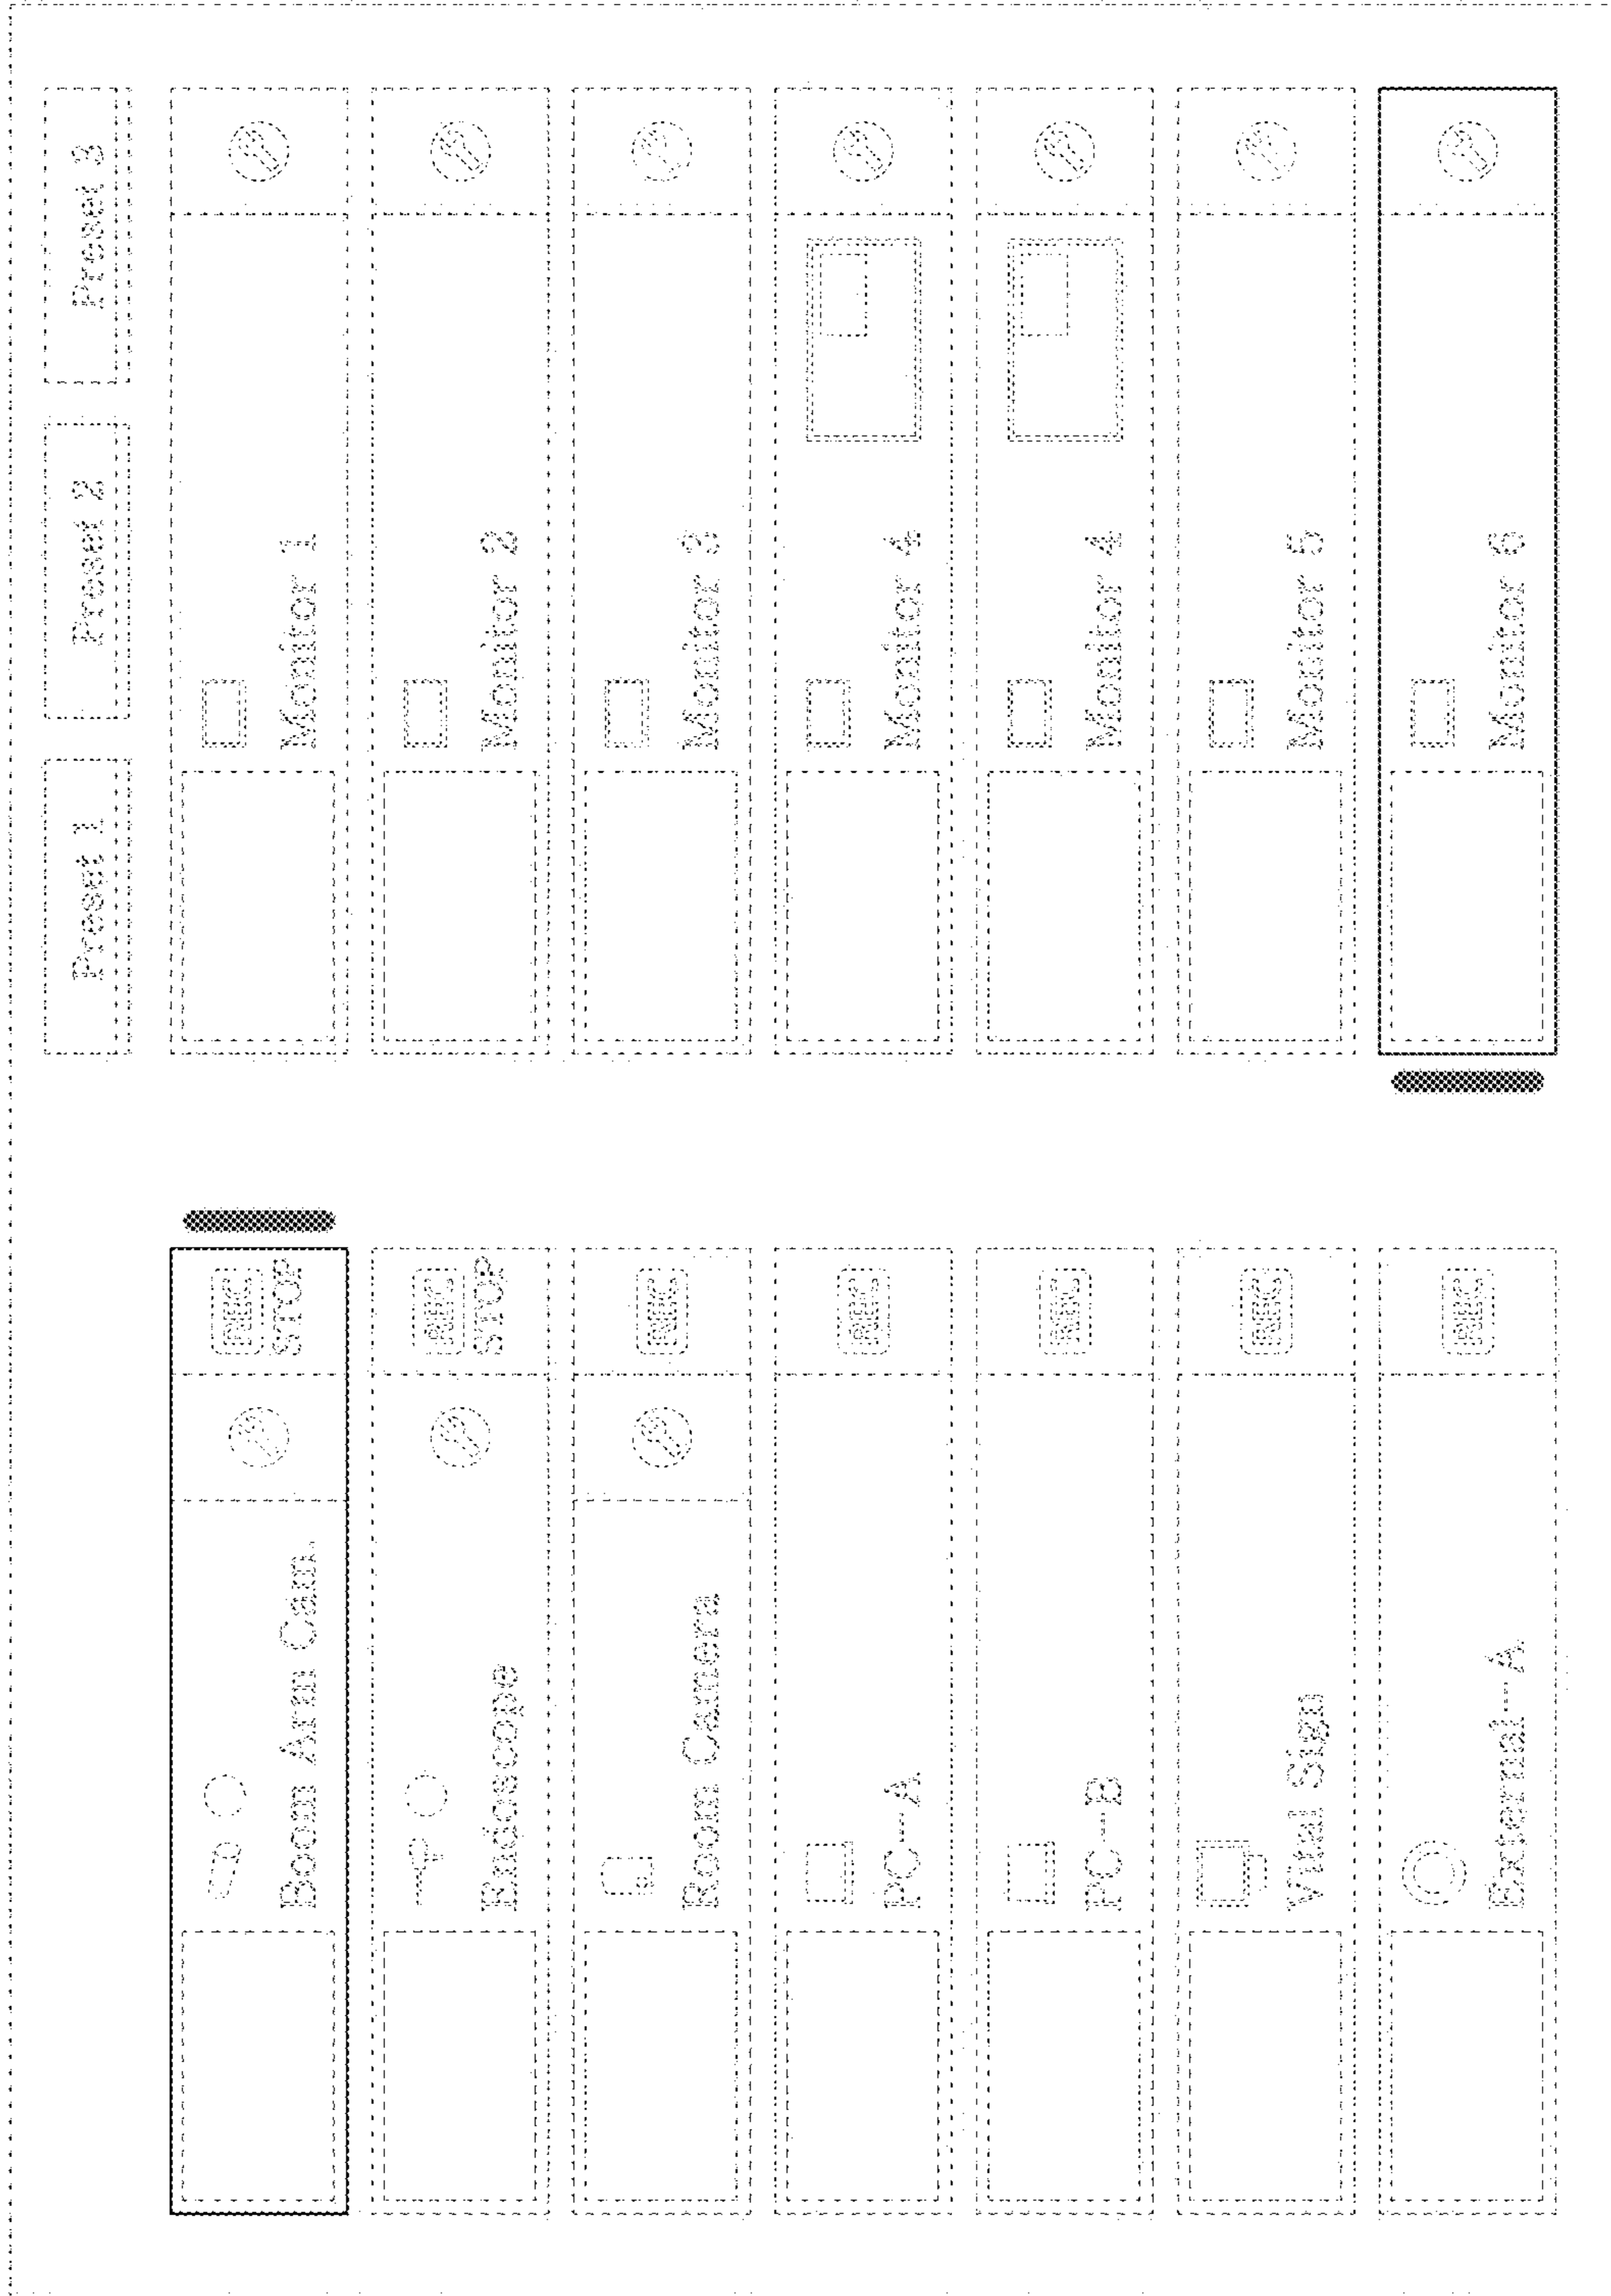 Preset 1
Preset 2
Preset 3
Boom Arm Cam.
REC
STOP
Monitor 1
Endoscope
REC
STOP
Monitor 2
Room Camera
REC
Monitor 3
PC-A
REC
Monitor 4
PC-B
REC
Monitor 4
Vital Sign
REC
Monitor 5
External-A
REC
Monitor 6